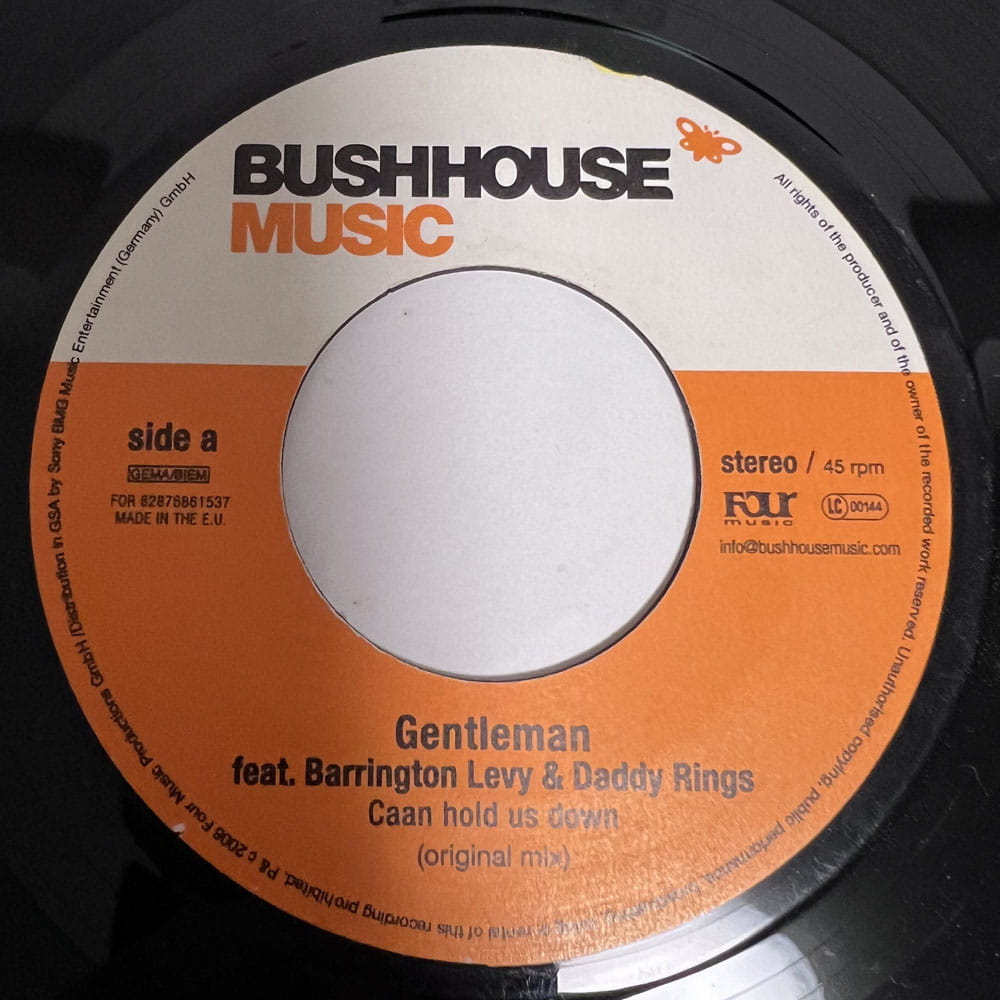 BUSHHOUSE
MUSIC
side a
GEMA/BIEM
FOR 82876861537
MADE IN THE E.U.
stereo / 45 rpm
FOUR
music
LC 00144
info@bushhousemusic.com
Gentleman
feat. Barrington Levy & Daddy Rings
Caan hold us down
(original mix)
All rights of the producer and of the owner of the recorded work reserved. Unauthorised copying, public performance, broadcasting, or rental of this recording prohibited. P& c 2006 Four Music Productions GmbH /Distribution in GSA by Sony BMG Music Entertainment (Germany) GmbH